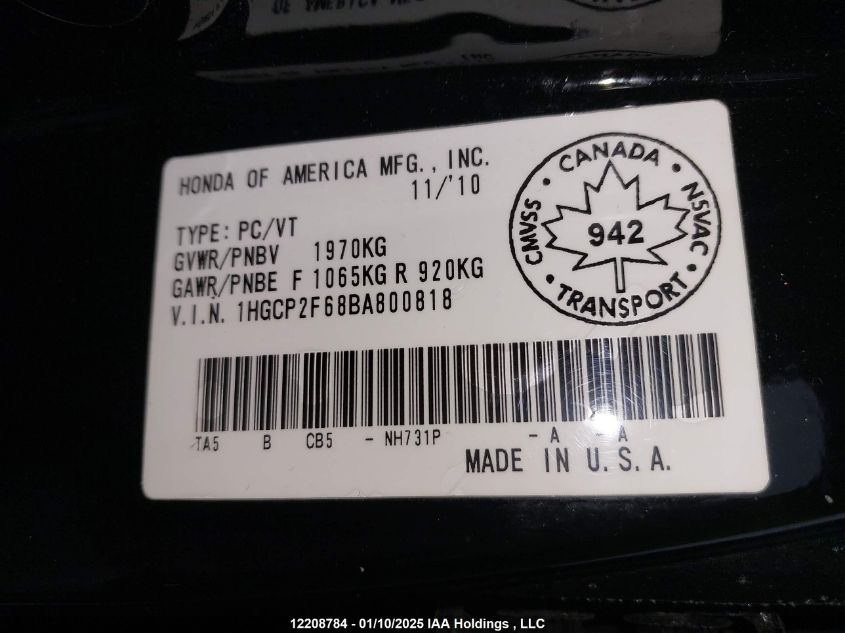 HONDA OF AMERICA MFG., INC.
11/'10
TYPE: PC/VT
GVWR/PNBV 1970KG
GAWR/PNBE F 1065KG R 920KG
V.I.N. 1HGCP2F68BA800818
CANADA
CMVSS
942
NSVAC
TRANSPORT
TA5 B CB5 - NH731P - A - A
MADE IN U.S.A.
12208784 - 01/10/2025 IAA Holdings , LLC